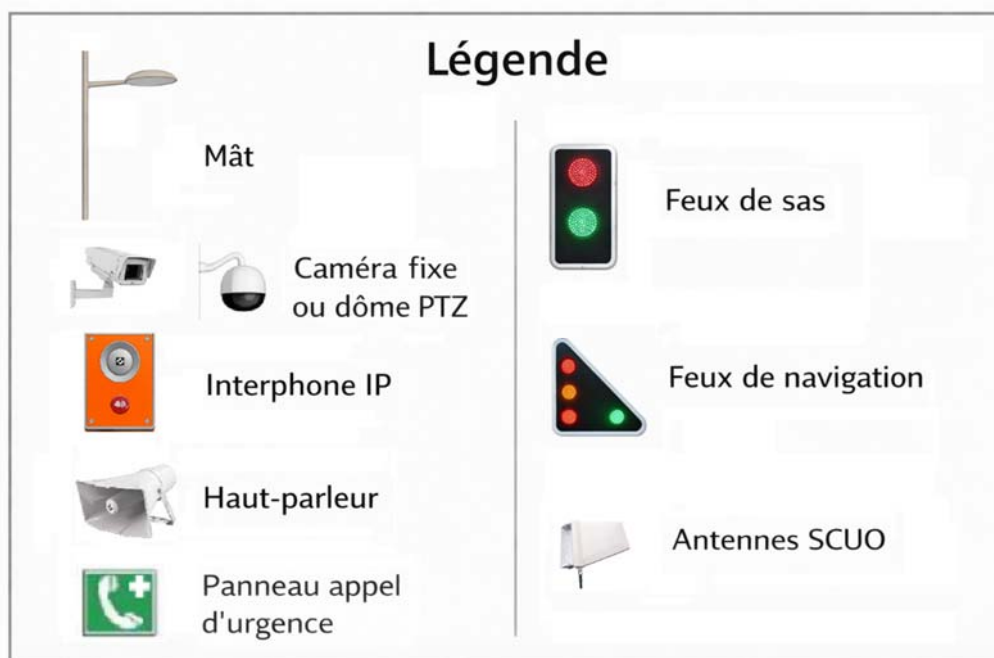 Légende
Mât
Caméra fixe
ou dôme PTZ
Interphone IP
Haut-parleur
Panneau appel
d'urgence
Feux de sas
Feux de navigation
Antennes SCUO